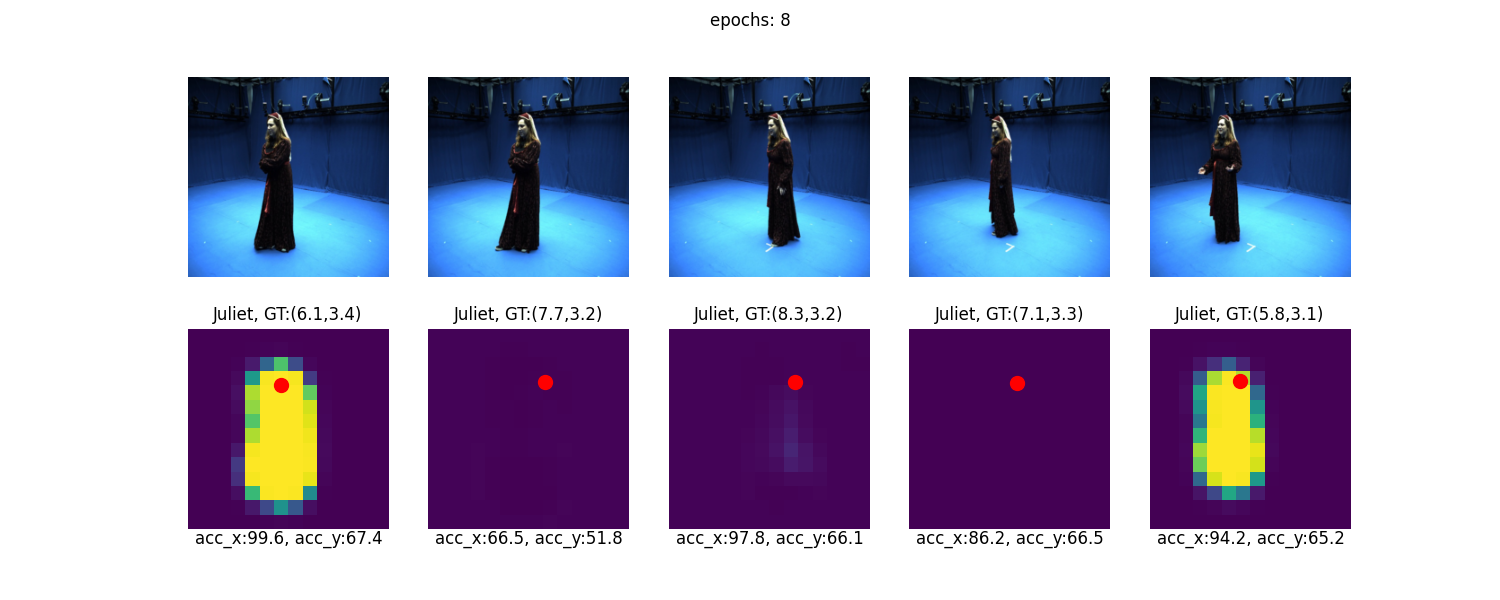 epochs: 8
Juliet, GT:(6.1,3.4)
Juliet, GT:(7.7,3.2)
Juliet, GT:(8.3,3.2)
Juliet, GT:(7.1,3.3)
Juliet, GT:(5.8,3.1)
acc_x:99.6, acc_y:67.4
acc_x:66.5, acc_y:51.8
acc_x:97.8, acc_y:66.1
acc_x:86.2, acc_y:66.5
acc_x:94.2, acc_y:65.2